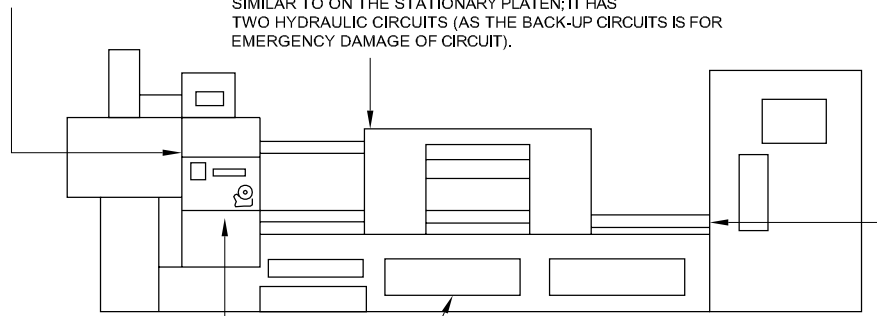 SIMILAR TO ON THE STATIONARY PLATEN; IT HAS
TWO HYDRAULIC CIRCUITS (AS THE BACK-UP CIRCUITS IS FOR
EMERGENCY DAMAGE OF CIRCUIT).